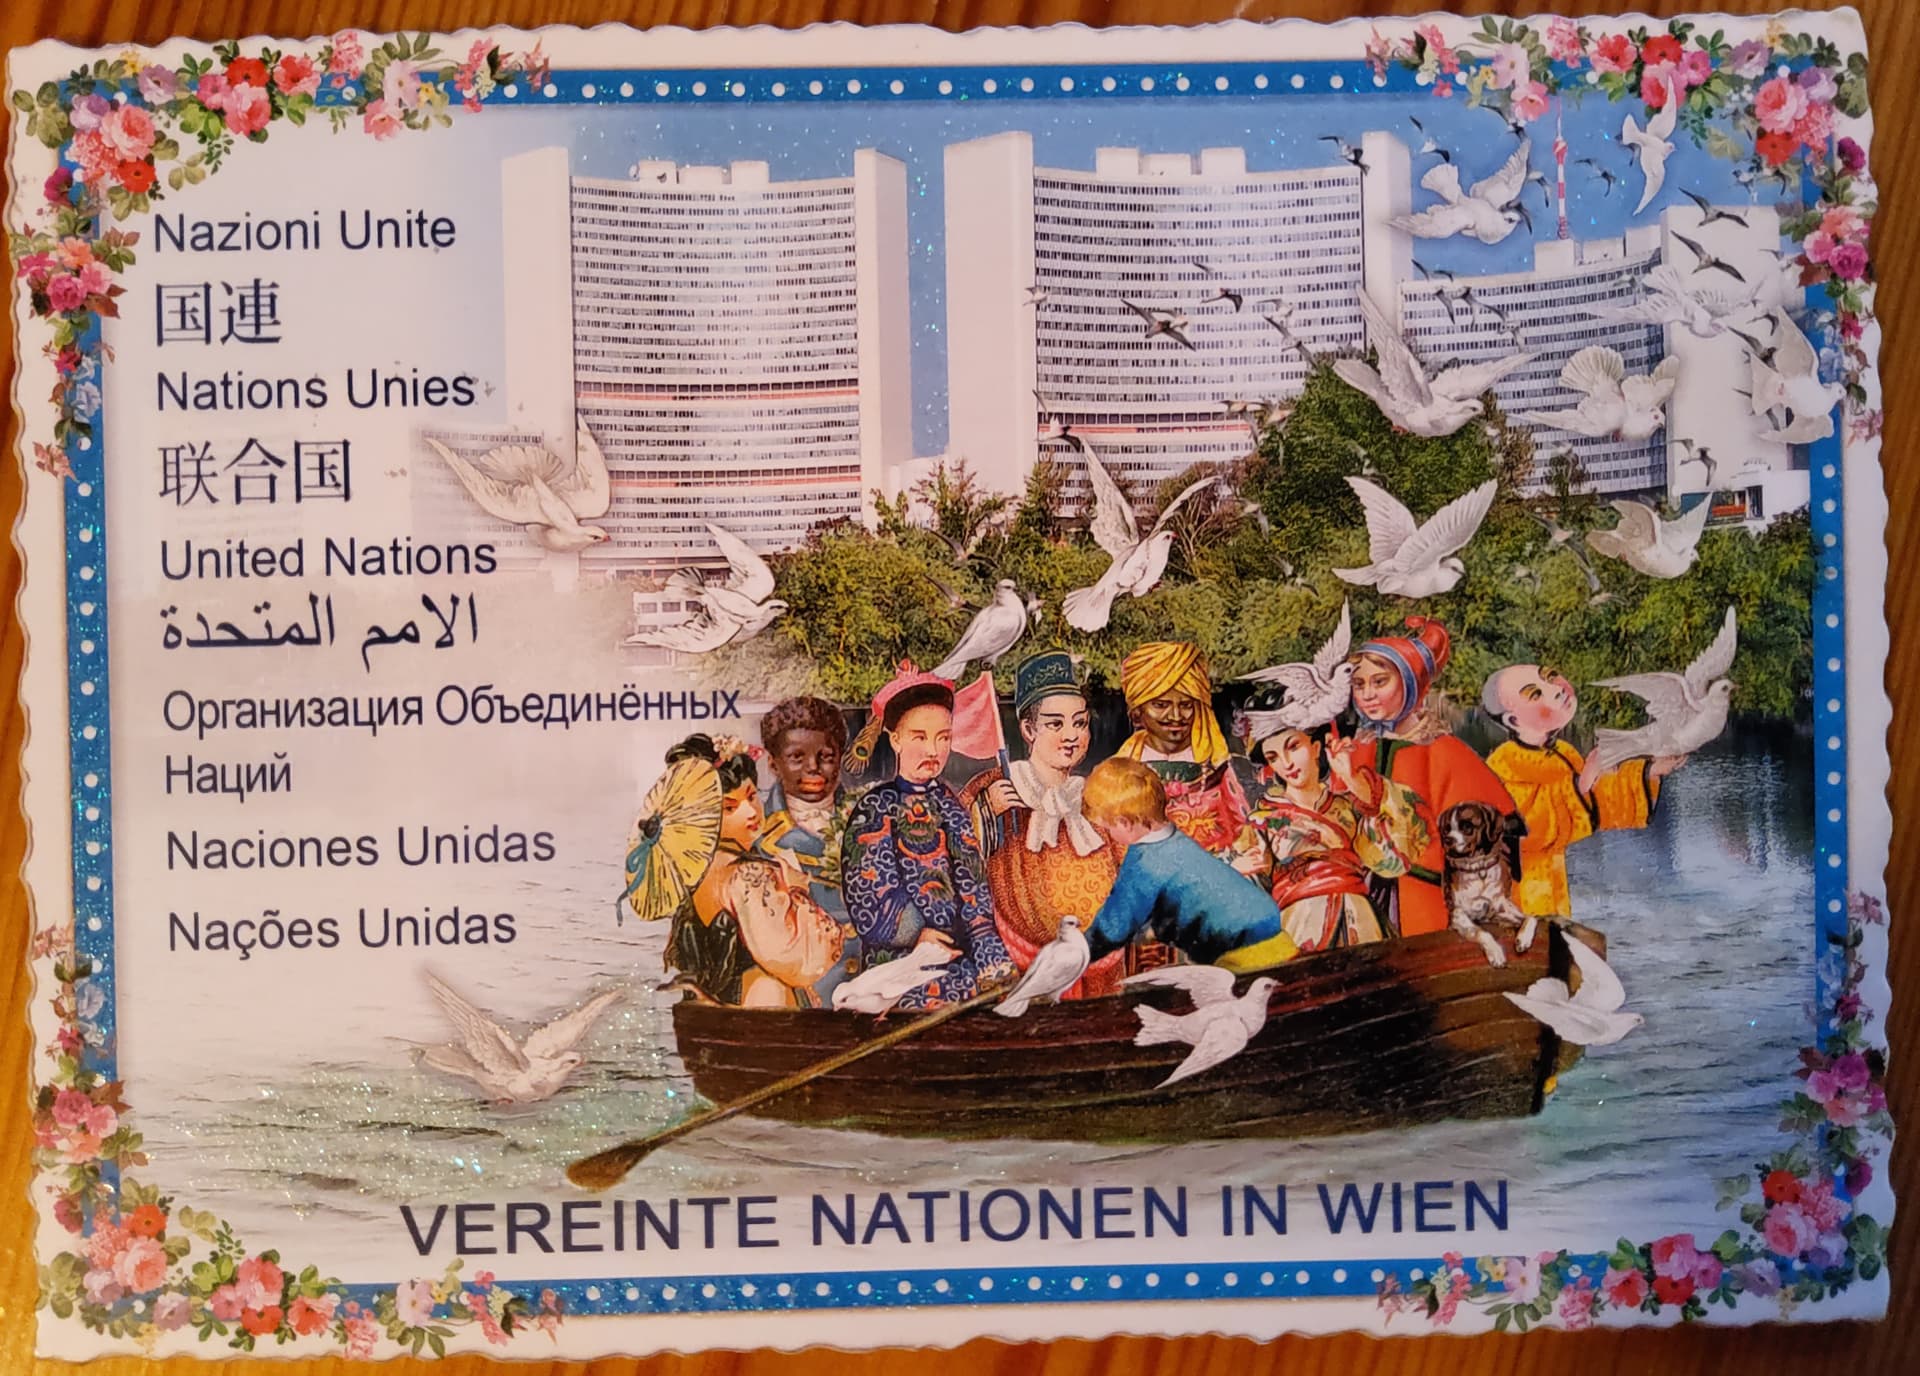 Nazioni Unite
国連
Nations Unies
联合国
United Nations
الامم المتحدة
Организация Объединённых
Наций
Naciones Unidas
Nações Unidas
VEREINTE NATIONEN IN WIEN